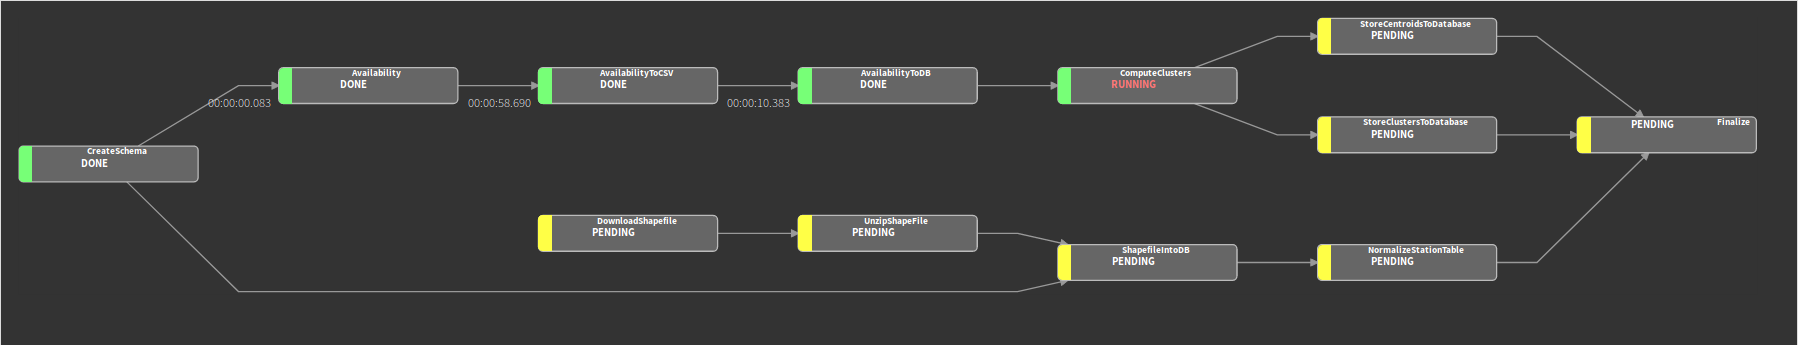 StoreCentroidsToDatabase
PENDING
Availability
DONE
AvailabilityToCSV
DONE
AvailabilityToDB
DONE
ComputeClusters
RUNNING
00:00:00.083
00:00:58.690
00:00:10.383
StoreClustersToDatabase
PENDING
PENDING Finalize
CreateSchema
DONE
DownloadShapefile
PENDING
UnzipShapeFile
PENDING
ShapefileIntoDB
PENDING
NormalizeStationTable
PENDING